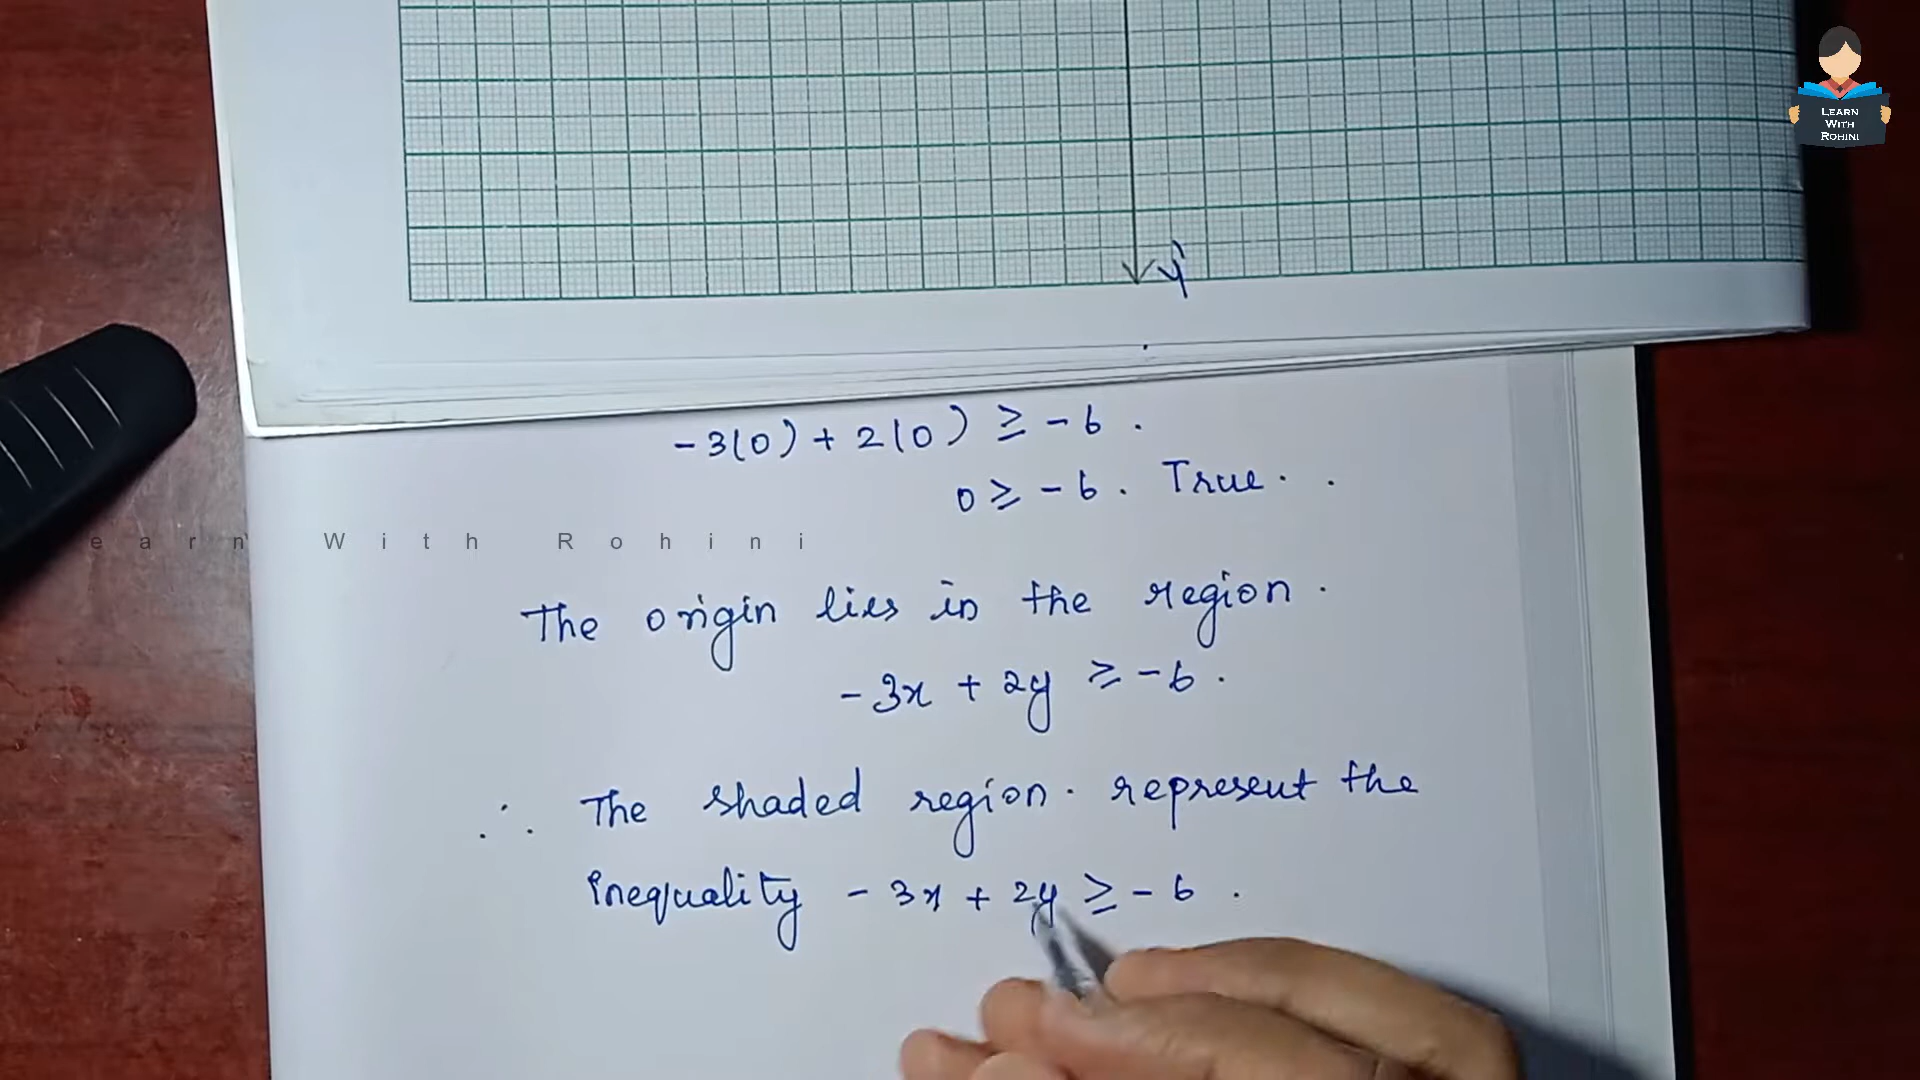 LEARN
WITH
ROHINI
y'
-3(0) + 2(0) ≥ -6.
0 ≥ -6. True.
earn With Rohini
The origin lies in the region.
-3x + 2y ≥ -6.
∴ The shaded region. represent the
inequality -3x + 2y ≥ -6.